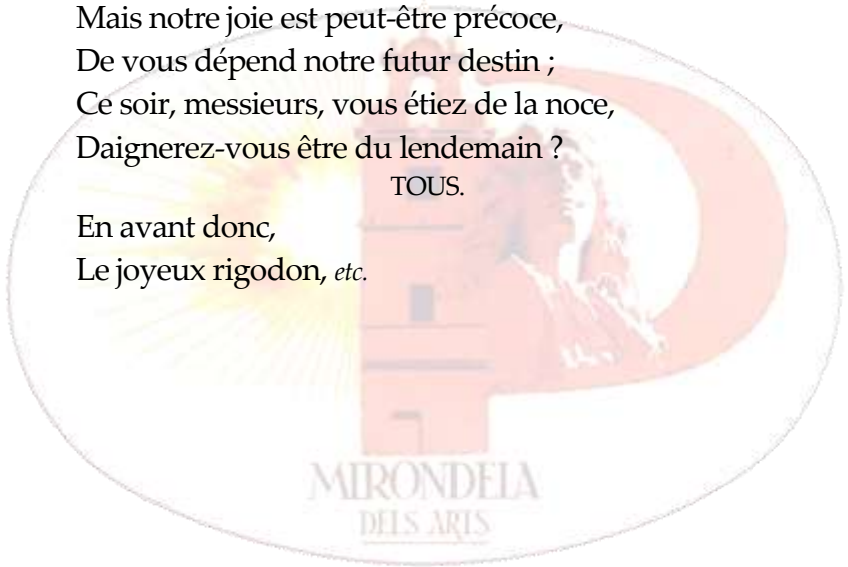 Mais notre joie est peut-être précoce,
De vous dépend notre futur destin ;
Ce soir, messieurs, vous étiez de la noce,
Daignerez-vous être du lendemain ?
TOUS.
En avant donc,
Le joyeux rigodon, etc.
MIRONDELA
DELS ARTS